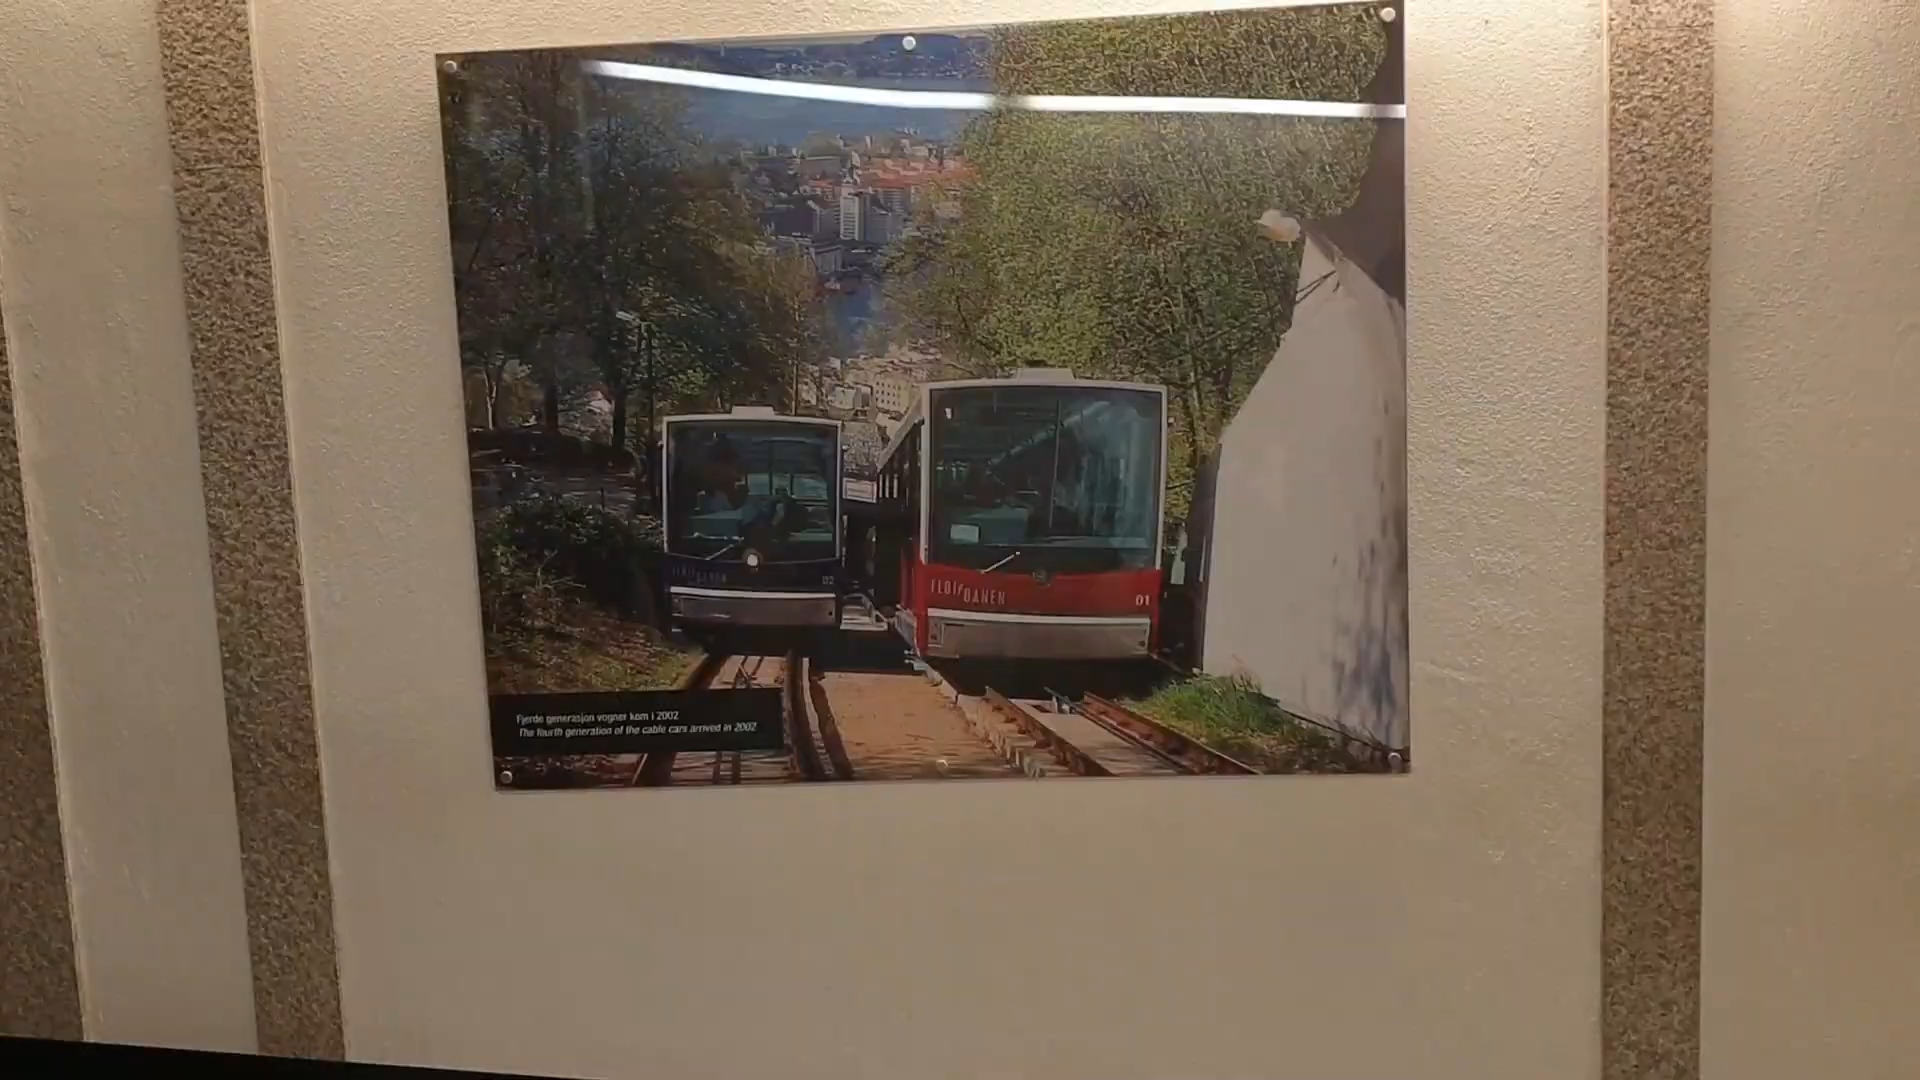 FLØIBANEN
02
FLØIBANEN
01
Fjerde generasjon vogner kom i 2002
The fourth generation of the cable cars arrived in 2002